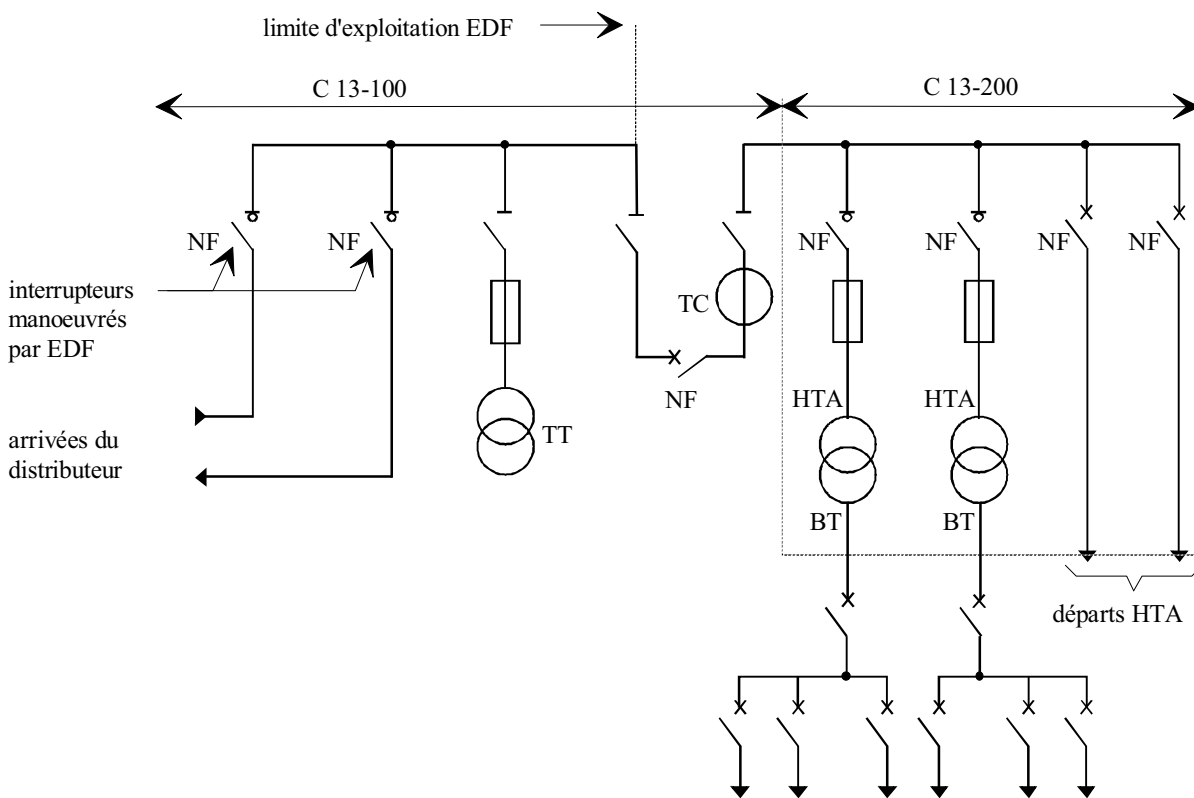 limite d'exploitation EDF
C 13-100
C 13-200
NF
NF
NF
NF
NF
NF
interrupteurs
manoeuvrés
par EDF
TC
NF
HTA
HTA
arrivées du
distributeur
TT
BT
BT
départs HTA